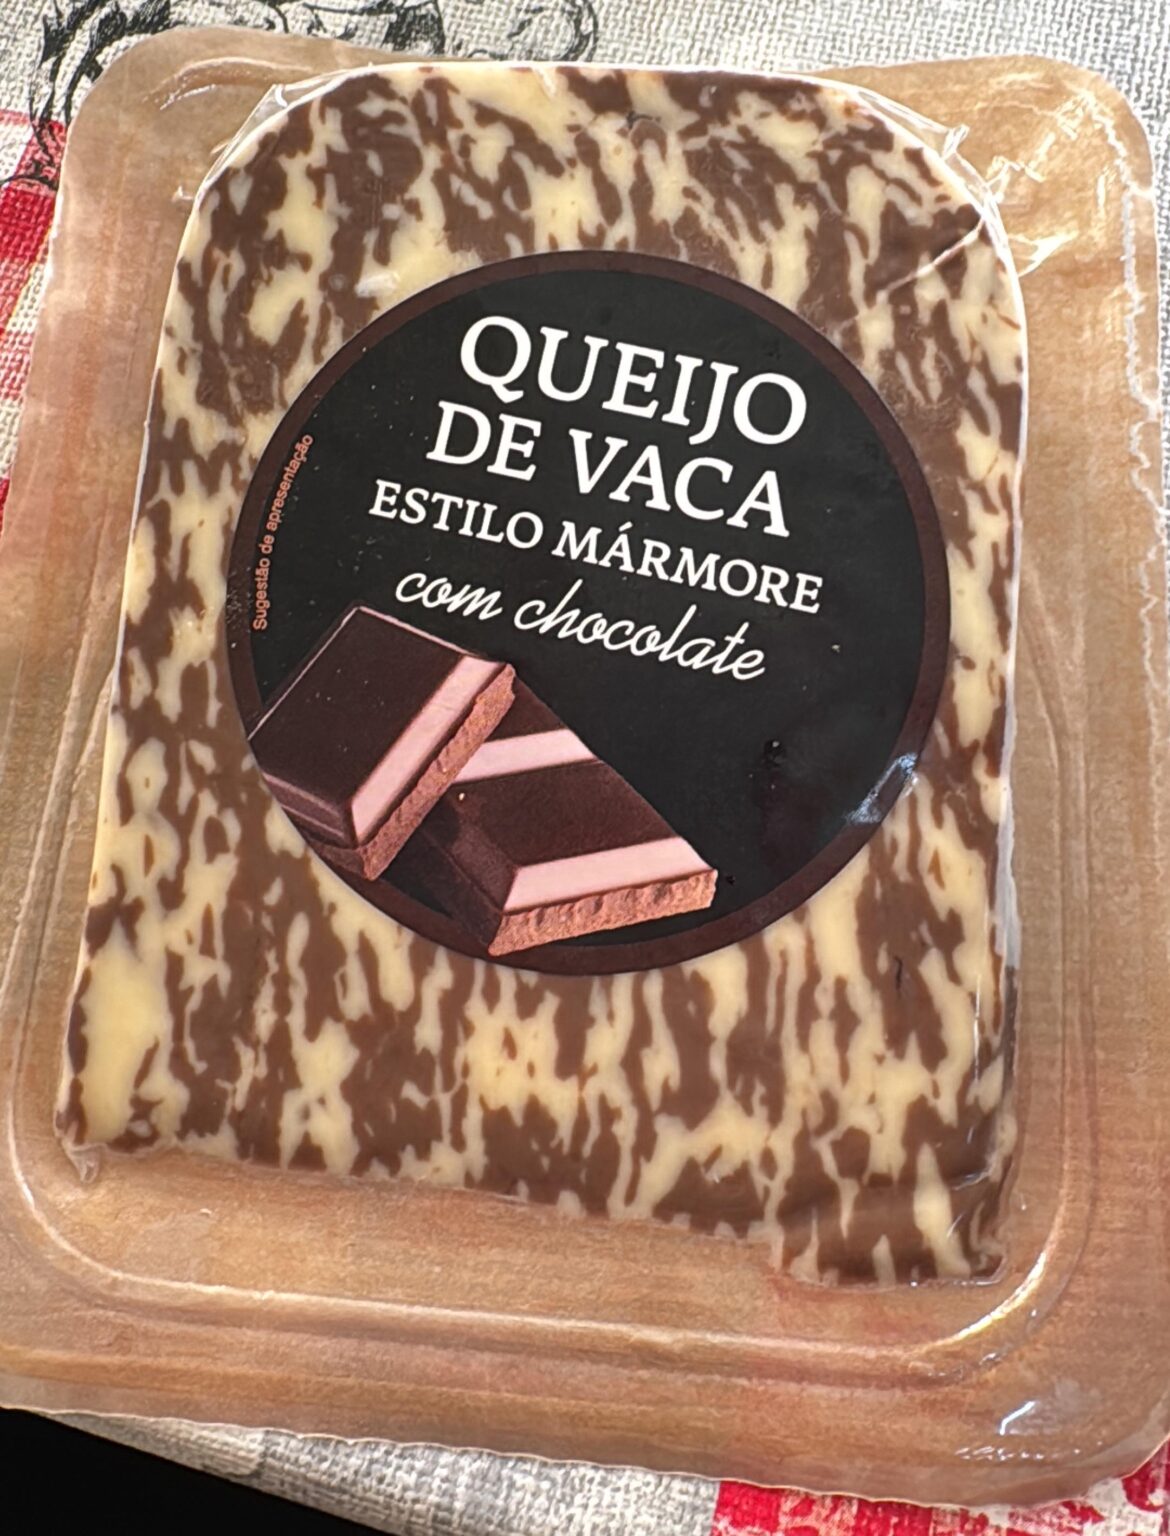 QUEIJO
DE VACA
ESTILO MÁRMORE
com chocolate
Sugestão de apresentação